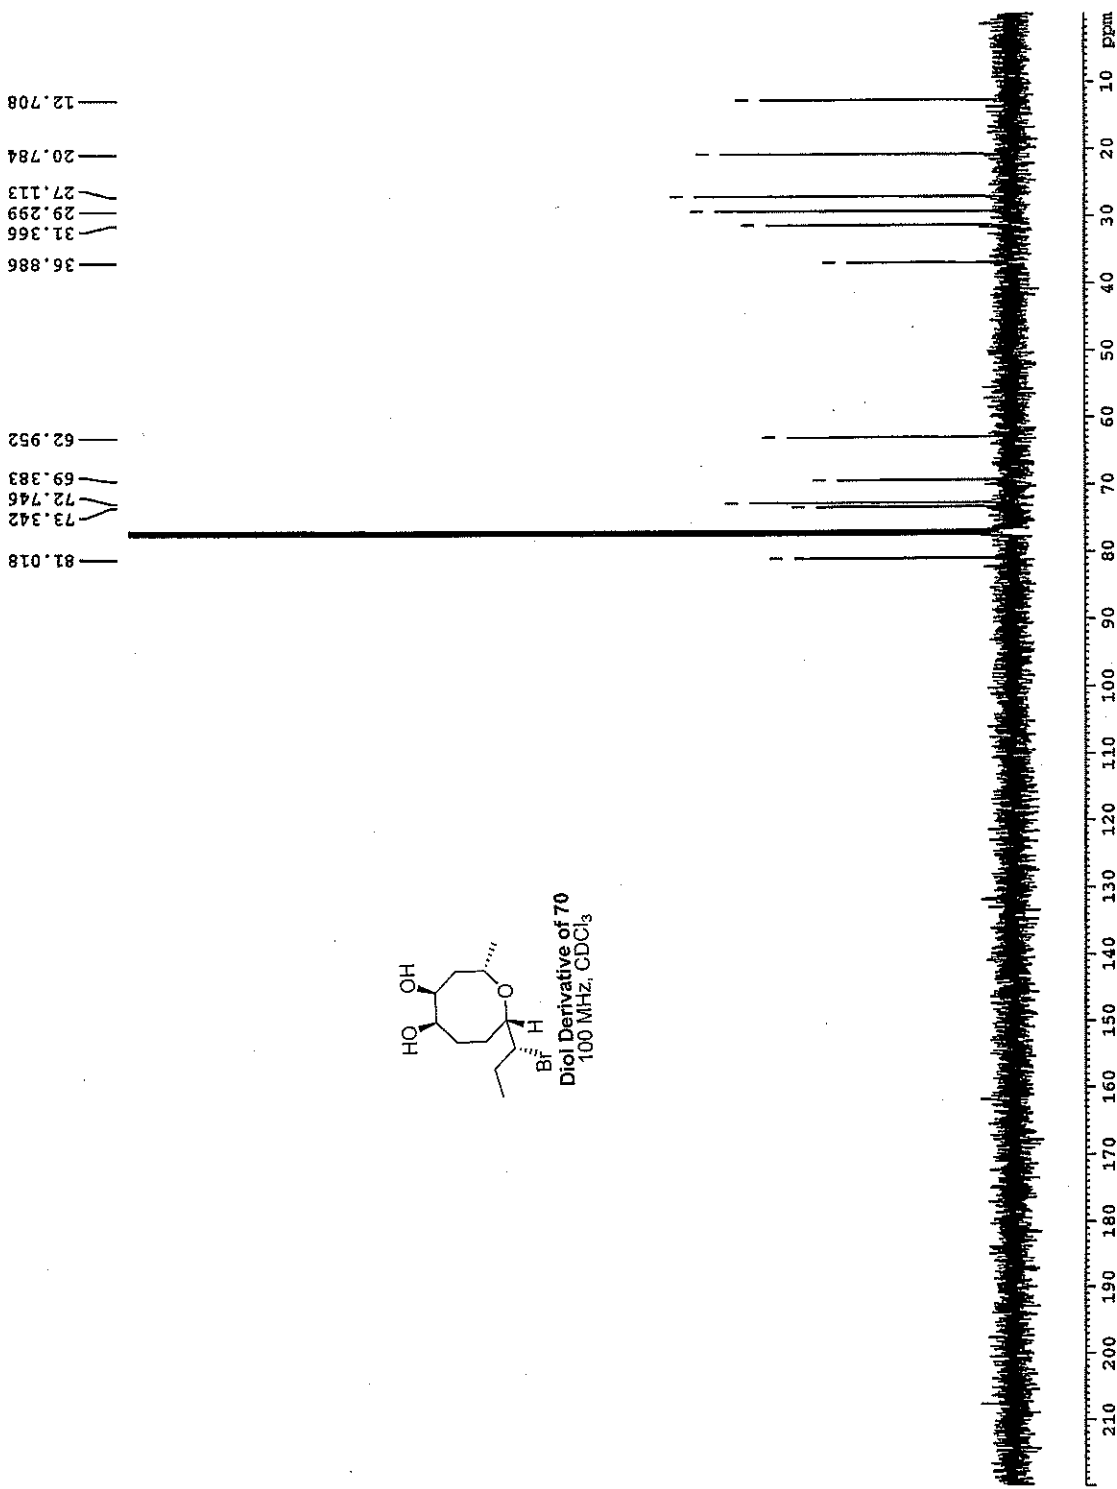 81.018
73.342
72.746
69.383
62.952
36.886
31.366
29.299
27.113
20.784
12.708
HO OH
O
H
Br
Diol Derivative of 70
100 MHz, CDCl₃
210 200 190 180 170 160 150 140 130 120 110 100 90 80 70 60 50 40 30 20 10 ppm